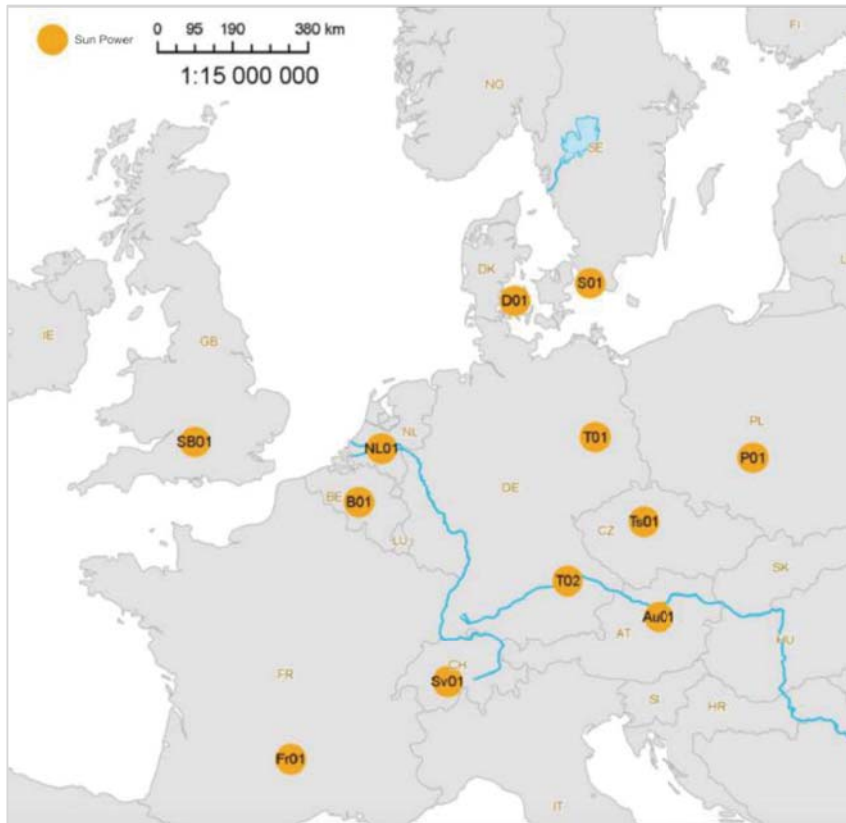 Sun Power
0 95 190 380 km
1:15 000 000
FI
NO
SE
DK
S01
D01
L
IE
GB
SB01
NL01
NL
T01
PL
P01
BE
B01
DE
LU
CZ
Ts01
T02
SK
Au01
AT
HU
FR
CH
Sv01
SI
HR
Fr01
IT